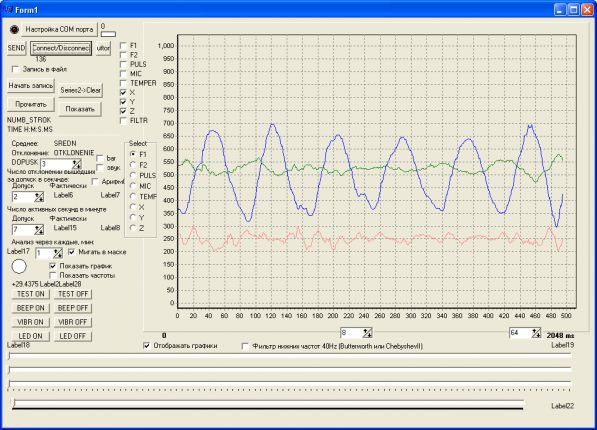 Form1
Настройка COM порта
0
SEND
Connect/Disconnect
uttor
136
Запись в файл
Начать запись
Series2->Clear
Прочитать
Показать
NUMB_STROK
TIME H:M:S.MS
F1
F2
PULS
MIC
TEMPER
X
Y
Z
FILTR
Среднее: SREDN
Отклонение: OTKLONENIE
DOPUSK 3
bar
звук
Число отклонений вышедших
за допуск в секунде:
Допуск Фактически
2 Label6 Label7
Число активных секунд в минуте
Допуск Фактически
7 Label15 Label8
Анализ через каждые, мин:
Label17 1 Мигать в маске
Показать график
Показать частоты
+29.4375 Label2Label28
TEST ON TEST OFF
BEEP ON BEEP OFF
VIBR ON VIBR OFF
LED ON LED OFF
Select
F1
F2
PULS
MIC
TEMF
X
Y
Z
1,000
950
900
850
800
750
700
650
600
550
500
450
400
350
300
250
200
150
100
50
0
0 20 40 60 80 100 120 140 160 180 200 220 240 260 280 300 320 340 360 380 400 420 440 460 480 500
0 8 64 2048 ms
Label18
Отображать графики
Фильтр нижних частот 40Hz (Butterworth или ChebyshevII)
Label19
Label22